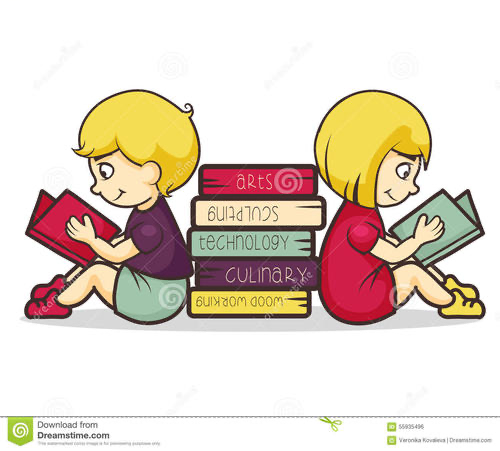 arts
sculpting
technology
culinary
wood working
Download from
Dreamstime.com
This watermarked comp image is for previewing purposes only.
55935496
Veronika Kovaleva | Dreamstime.com